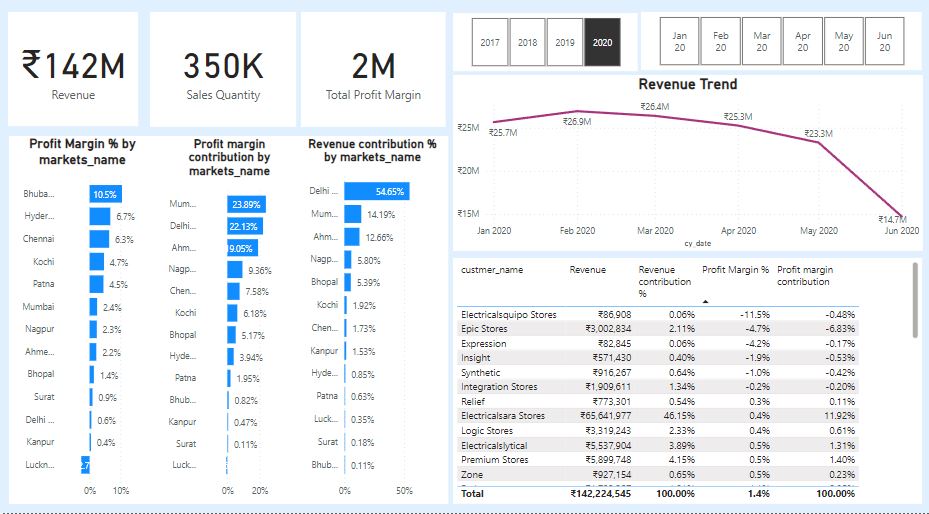 ₹142M
Revenue
350K
Sales Quantity
2M
Total Profit Margin
2017 2018 2019 2020
Jan 20 Feb 20 Mar 20 Apr 20 May 20 Jun 20
Profit Margin % by
markets_name
Bhuba... 10.5%
Hyder... 6.7%
Chennai 6.3%
Kochi 4.7%
Patna 4.5%
Mumbai 2.4%
Nagpur 2.3%
Ahme... 2.2%
Bhopal 1.4%
Surat 0.9%
Delhi ... 0.6%
Kanpur 0.4%
Luckn...
0% 10%
Profit margin
contribution by
markets_name
Mum... 23.89%
Delhi... 22.13%
Ahm... 9.05%
Nagp... 9.36%
Chen... 7.58%
Kochi 6.18%
Bhopal 5.17%
Hyde... 3.94%
Patna 1.95%
Bhub... 0.82%
Kanpur 0.47%
Surat 0.11%
Luck...
0% 20%
Revenue contribution %
by markets_name
Delhi ... 54.65%
Mum... 14.19%
Ahm... 12.66%
Nagp... 5.80%
Bhopal 5.39%
Kochi 1.92%
Chen... 1.73%
Kanpur 1.53%
Hyde... 0.85%
Patna 0.63%
Luck... 0.35%
Surat 0.18%
Bhub... 0.11%
0% 50%
Revenue Trend
₹25M
₹20M
₹15M
₹25.7M ₹26.9M ₹26.4M ₹25.3M ₹23.3M ₹14.7M
Jan 2020 Feb 2020 Mar 2020 Apr 2020 May 2020 Jun 2020
cy_date
custmer_name Revenue Revenue contribution % Profit Margin % Profit margin contribution
Electricalsquipo Stores ₹86,908 0.06% -11.5% -0.48%
Epic Stores ₹3,002,834 2.11% -4.7% -6.83%
Expression ₹82,845 0.06% -4.2% -0.17%
Insight ₹571,430 0.40% -1.9% -0.53%
Synthetic ₹916,267 0.64% -1.0% -0.42%
Integration Stores ₹1,909,611 1.34% -0.2% -0.20%
Relief ₹773,301 0.54% 0.3% 0.11%
Electricalsara Stores ₹65,641,977 46.15% 0.4% 11.92%
Logic Stores ₹3,319,243 2.33% 0.4% 0.61%
Electricalslytical ₹5,537,904 3.89% 0.5% 1.31%
Premium Stores ₹5,899,748 4.15% 0.5% 1.40%
Zone ₹927,154 0.65% 0.5% 0.23%
Total ₹142,224,545 100.00% 1.4% 100.00%